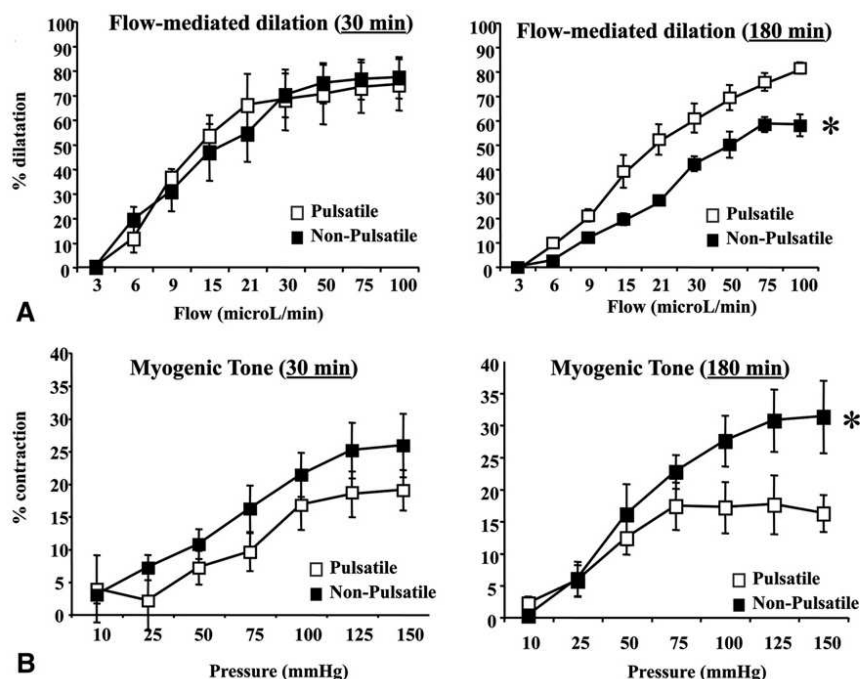 Flow-mediated dilation (30 min)
% dilatation
80
70
60
50
40
30
20
10
0
Pulsatile
Non-Pulsatile
3 6 9 15 21 30 50 75 100
Flow (microL/min)
A
Flow-mediated dilation (180 min)
100
90
80
70
60
50
40
30
20
10
0
*
Pulsatile
Non-Pulsatile
3 6 9 15 21 30 50 75 100
Flow (microL/min)
Myogenic Tone (30 min)
% contraction
40
35
30
25
20
15
10
5
0
Pulsatile
Non-Pulsatile
10 25 50 75 100 125 150
Pressure (mmHg)
B
Myogenic Tone (180 min)
40
35
30
25
20
15
10
5
0
*
Pulsatile
Non-Pulsatile
10 25 50 75 100 125 150
Pressure (mmHg)